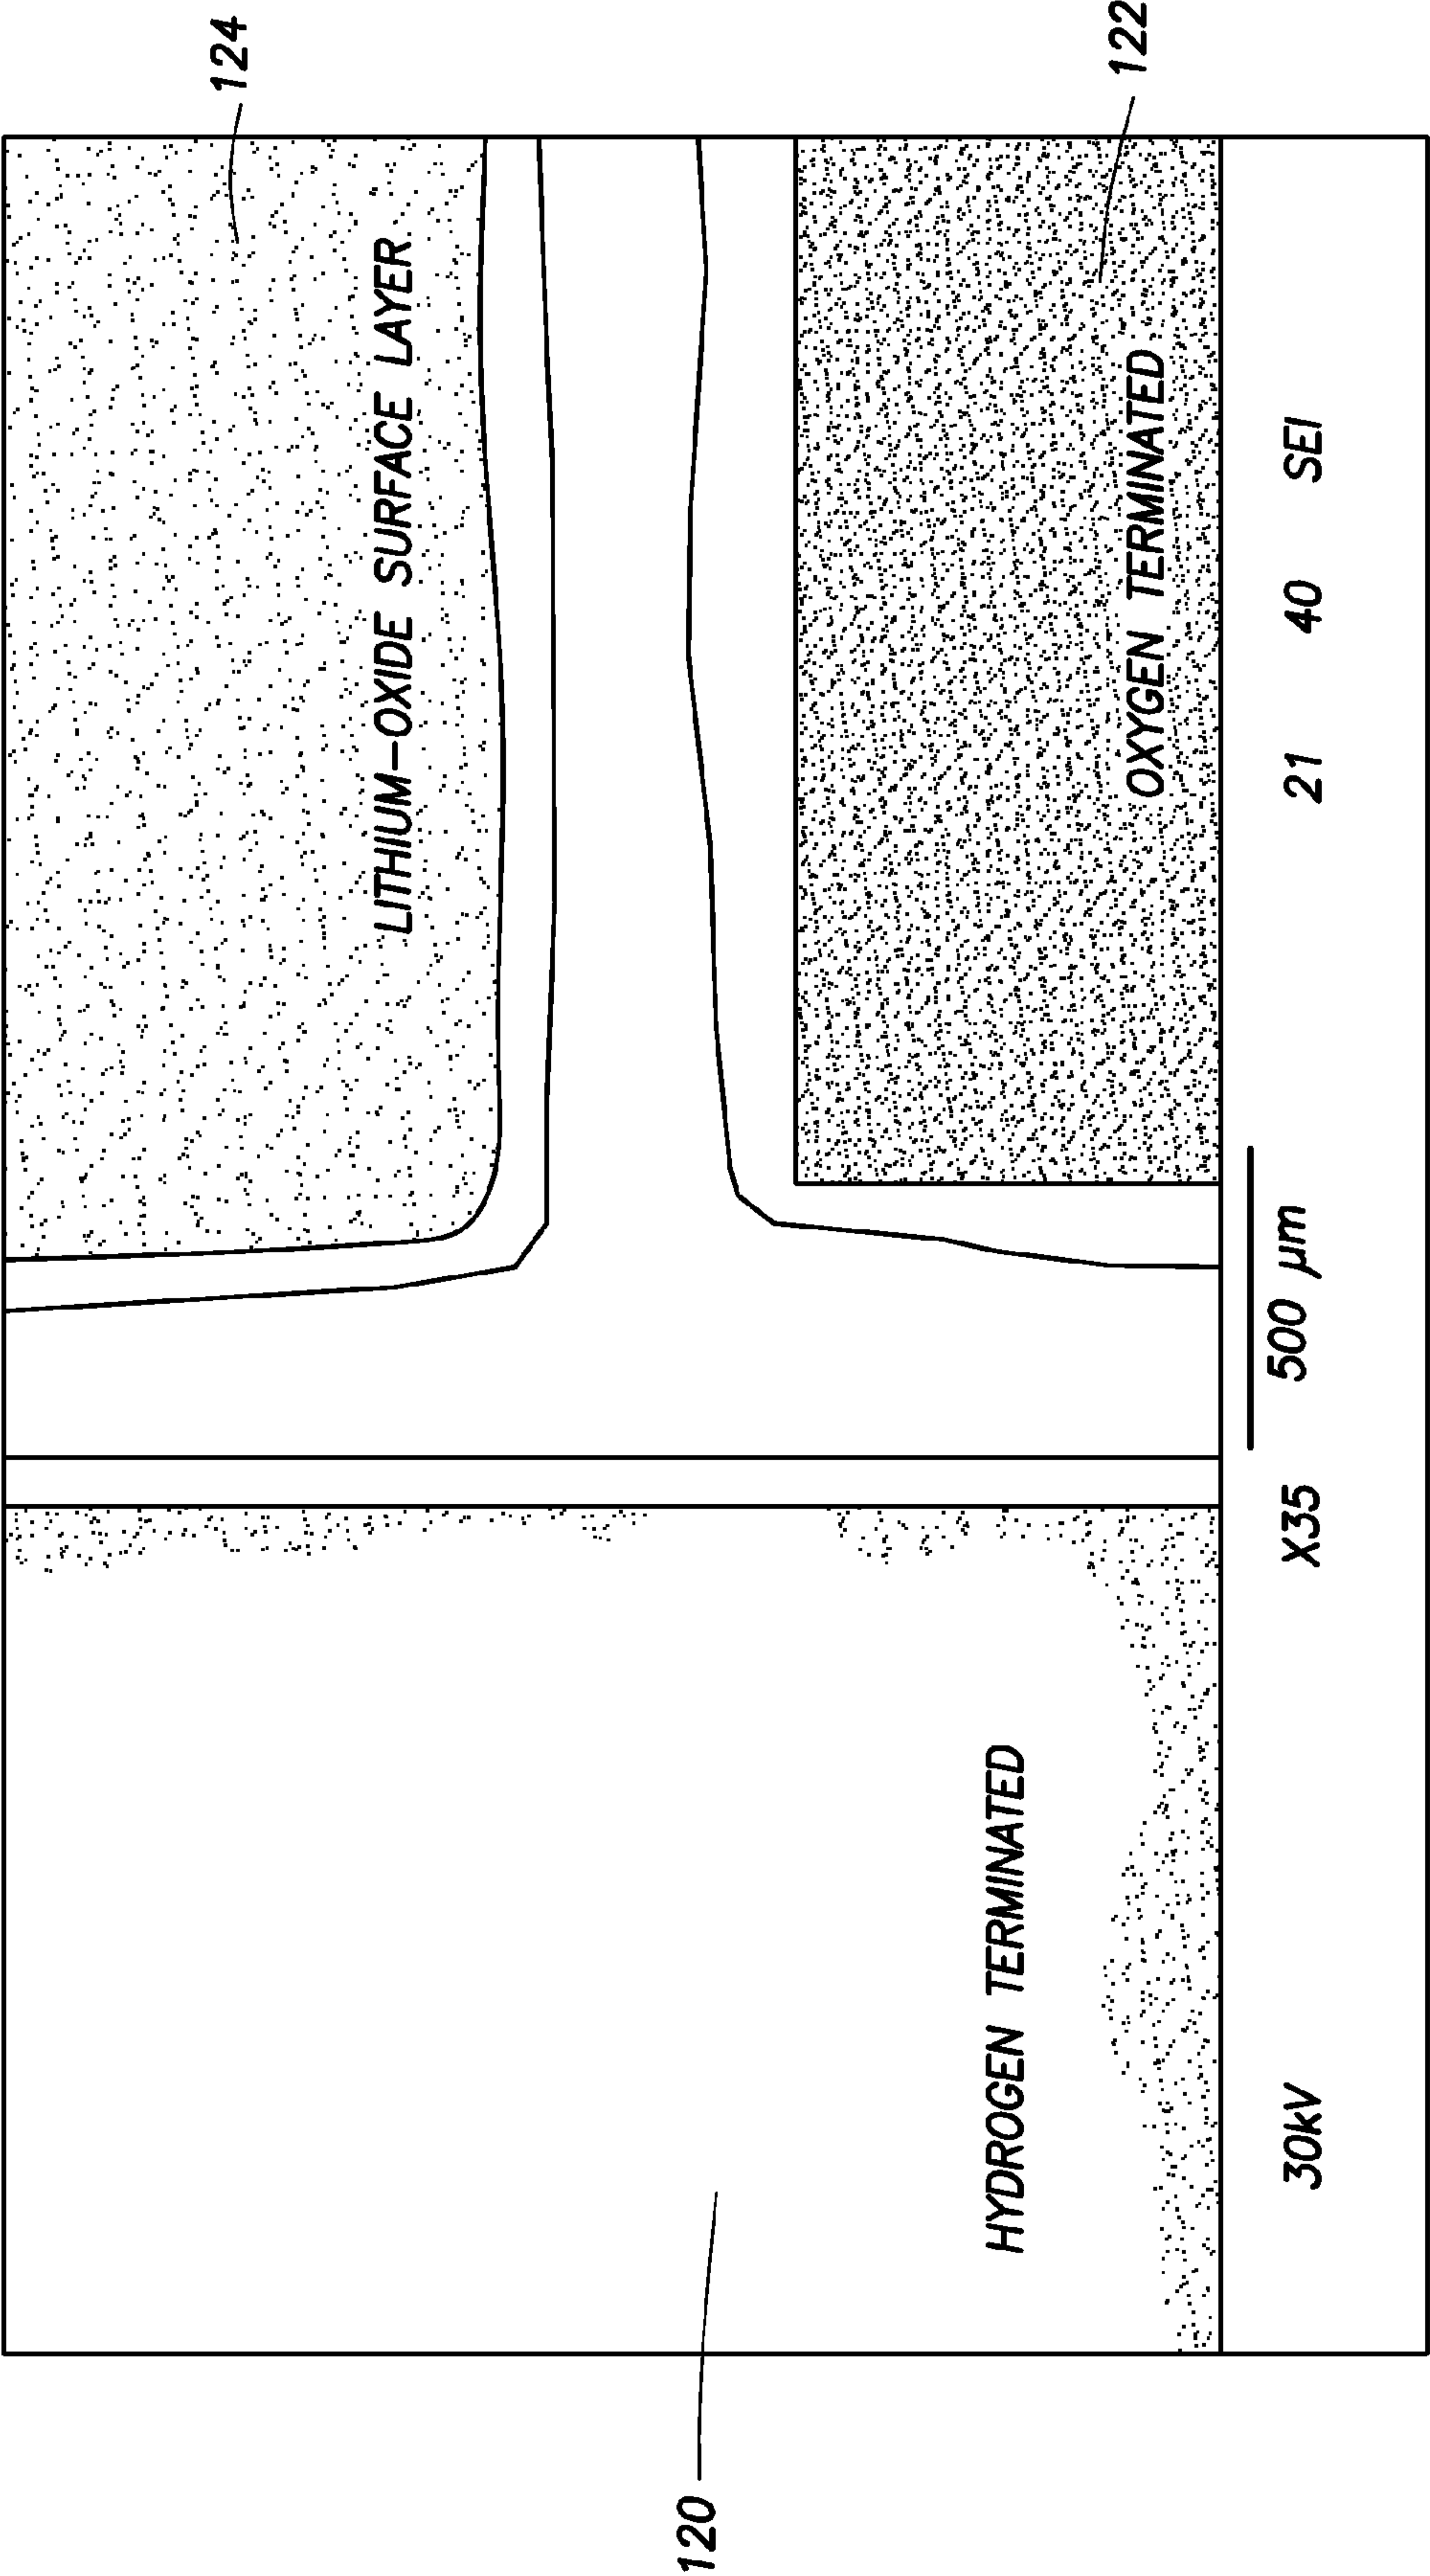 124
LITHIUM-OXIDE SURFACE LAYER
120
HYDROGEN TERMINATED
OXYGEN TERMINATED
122
30kV X35 500 µm 21 40 SEI